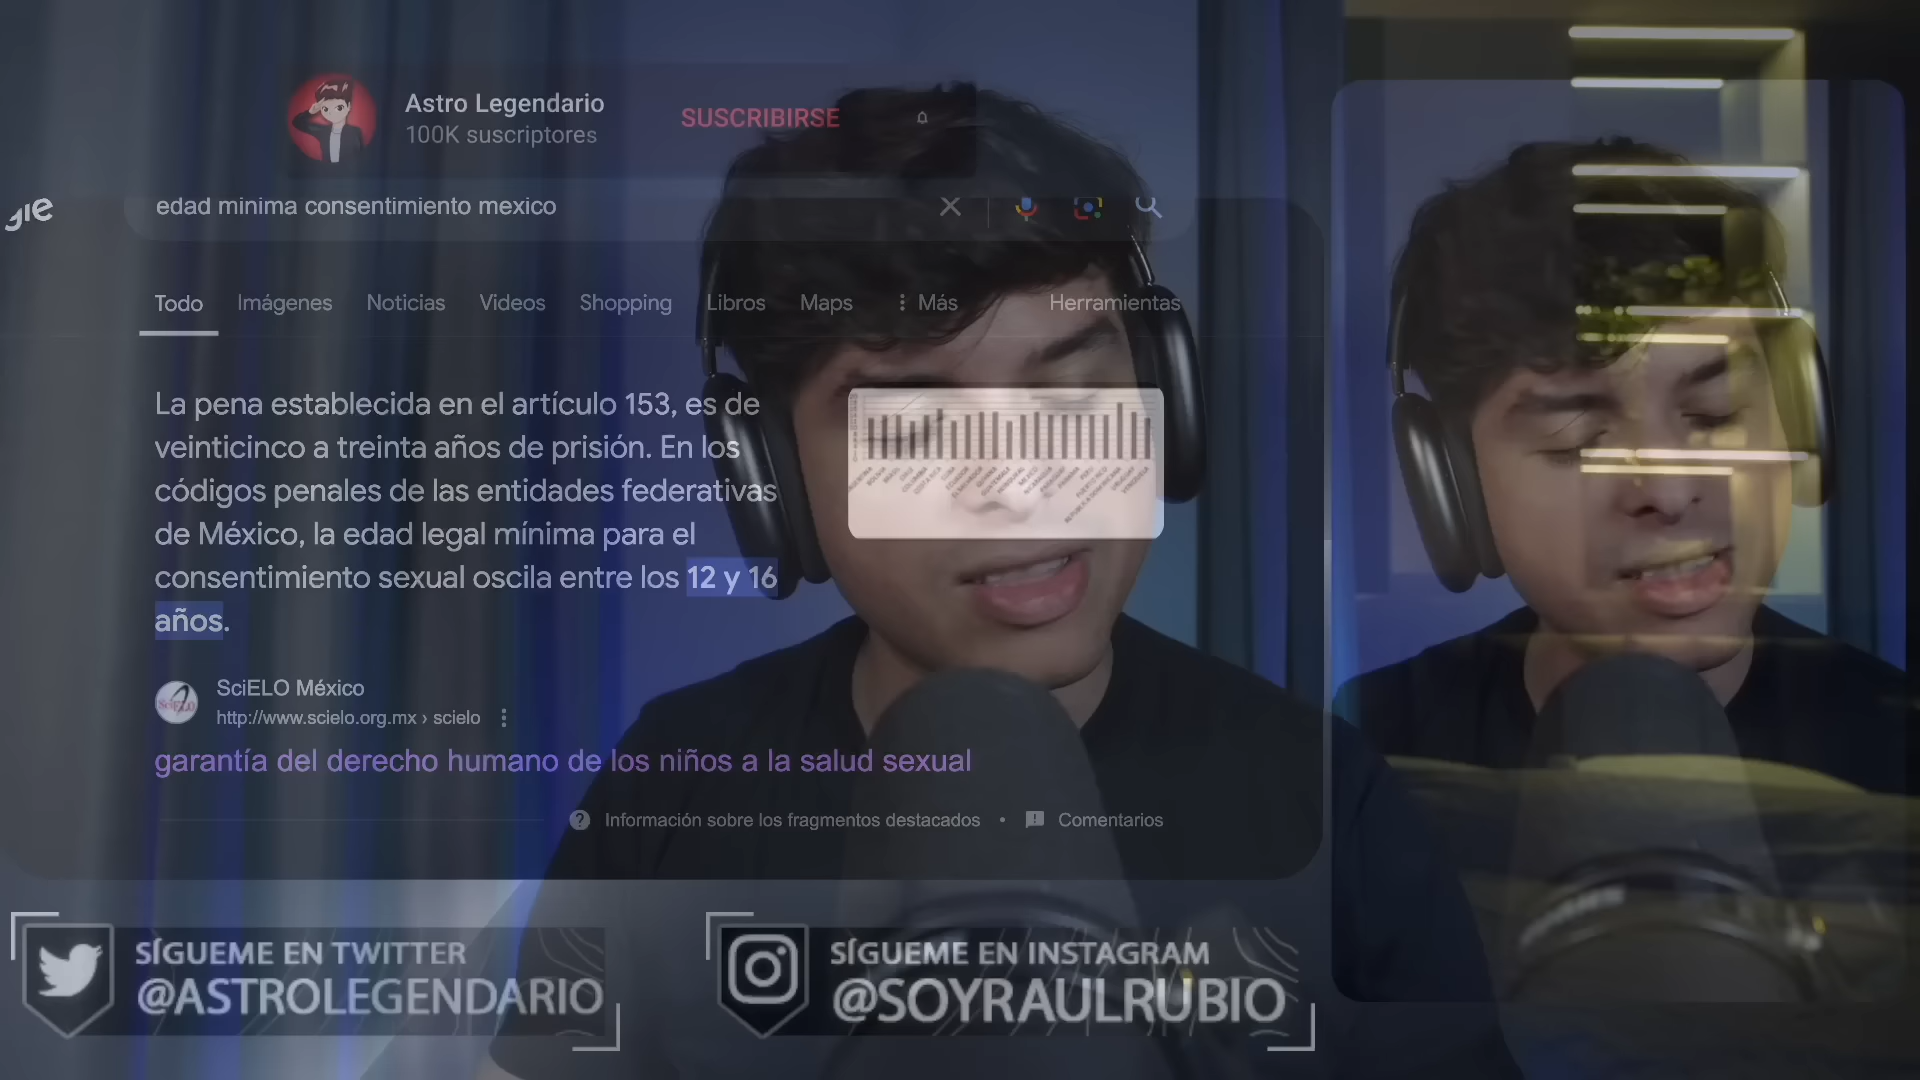 Astro Legendario
100K suscriptores
SUSCRIBIRSE
gle
edad minima consentimiento mexico
Todo
Imágenes
Noticias
Videos
Shopping
Libros
Maps
Más
Herramientas
La pena establecida en el artículo 153, es de
veinticinco a treinta años de prisión. En los
códigos penales de las entidades federativas
de México, la edad legal mínima para el
consentimiento sexual oscila entre los 12 y 16
años.
SciELO México
http://www.scielo.org.mx › scielo
garantía del derecho humano de los niños a la salud sexual
Información sobre los fragmentos destacados • Comentarios
SÍGUEME EN TWITTER
@ASTROLEGENDARIO
SÍGUEME EN INSTAGRAM
@SOYRAULRUBIO